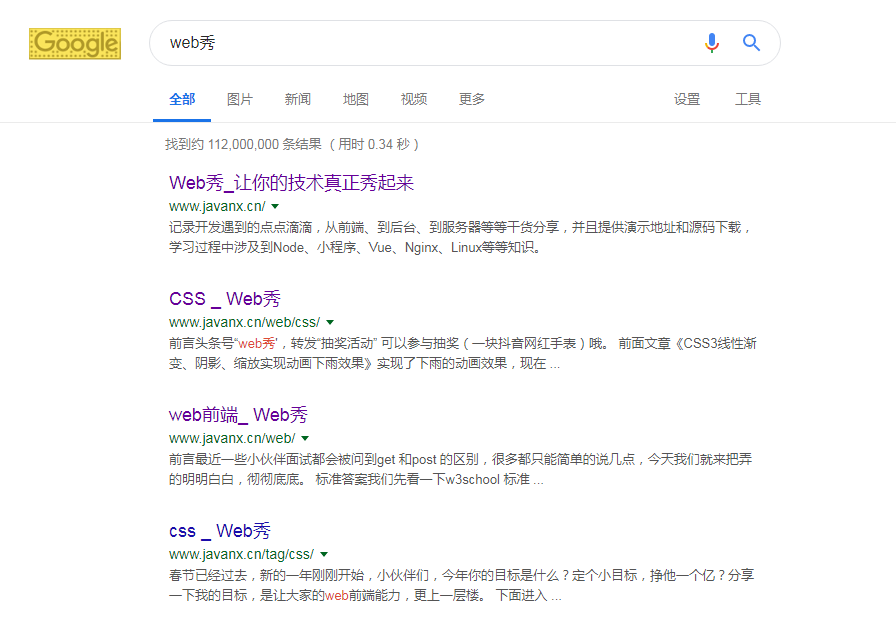 Google
web秀
全部 图片 新闻 地图 视频 更多 设置 工具
找到约 112,000,000 条结果 （用时 0.34 秒）
Web秀_让你的技术真正秀起来
www.javanx.cn/
记录开发遇到的点点滴滴，从前端、到后台、到服务器等等干货分享，并且提供演示地址和源码下载，
学习过程中涉及到Node、小程序、Vue、Nginx、Linux等等知识。
CSS _ Web秀
www.javanx.cn/web/css/
前言头条号“web秀'，转发“抽奖活动” 可以参与抽奖（一块抖音网红手表）哦。 前面文章《CSS3线性渐
变、阴影、缩放实现动画下雨效果》实现了下雨的动画效果，现在 ...
web前端_ Web秀
www.javanx.cn/web/
前言最近一些小伙伴面试都会被问到get 和post 的区别，很多都只能简单的说几点，今天我们就来把弄
的明明白白，彻彻底底。 标准答案我们先看一下w3school 标准 ...
css _ Web秀
www.javanx.cn/tag/css/
春节已经过去，新的一年刚刚开始，小伙伴们，今年你的目标是什么？定个小目标，挣他一个亿？分享
一下我的目标，是让大家的web前端能力，更上一层楼。 下面进入 ...